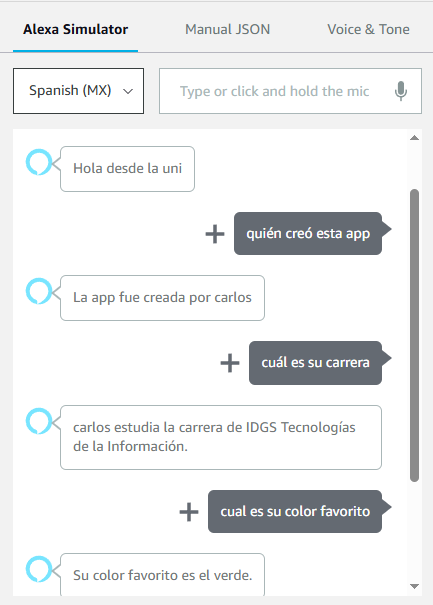 Alexa Simulator
Manual JSON
Voice & Tone
Spanish (MX)
Type or click and hold the mic
Hola desde la uni
quién creó esta app
La app fue creada por carlos
cuál es su carrera
carlos estudia la carrera de IDGS Tecnologías
de la Información.
cual es su color favorito
Su color favorito es el verde.